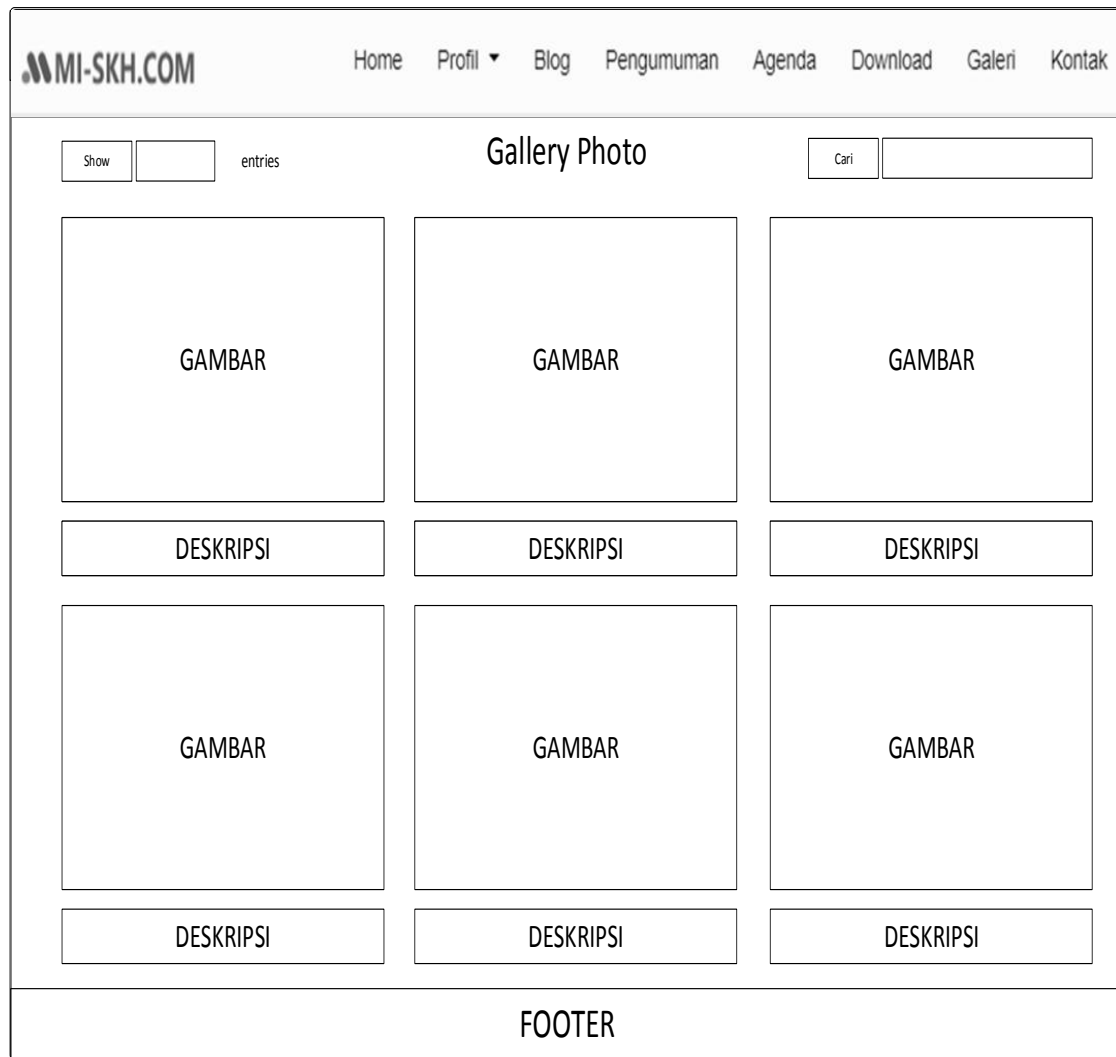 MI-SKH.COM Home Profil Blog Pengumuman Agenda Download Galeri Kontak
Show entries Gallery Photo Cari
GAMBAR GAMBAR GAMBAR
DESKRIPSI DESKRIPSI DESKRIPSI
GAMBAR GAMBAR GAMBAR
DESKRIPSI DESKRIPSI DESKRIPSI
FOOTER